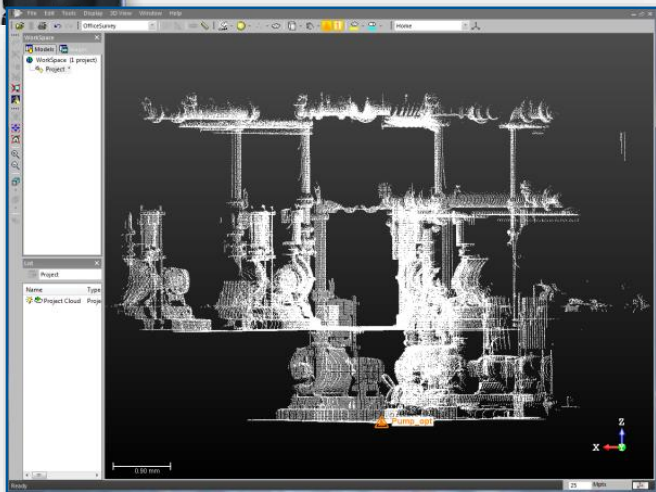 File Edit Tools Display 3D View Window Help
OfficeSurvey
Home
WorkSpace
Models
WorkSpace (1 project)
Project *
List
Project
Name Type
Project Cloud Proje
Pump_opt
Z
X
0.90 mm
Ready
25 Mpts